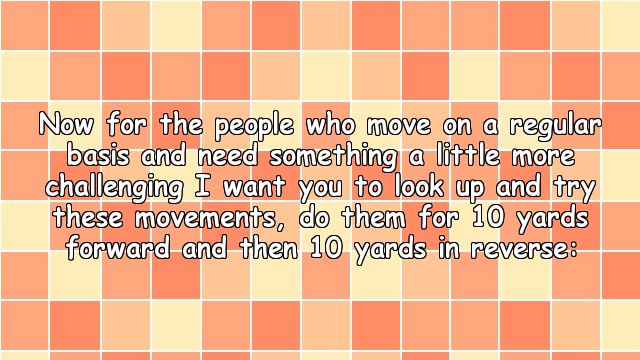 Now for the people who move on a regular
basis and need something a little more
challenging I want you to look up and try
these movements, do them for 10 yards
forward and then 10 yards in reverse: